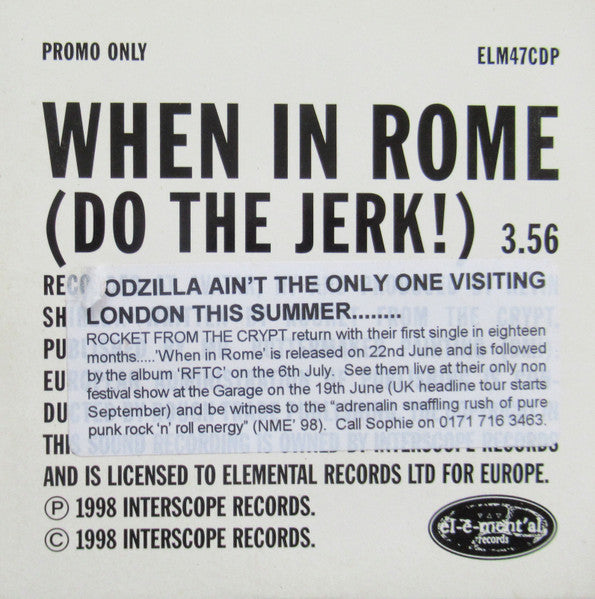 PROMO ONLY
ELM47CDP
WHEN IN ROME
(DO THE JERK!) 3.56
REC
ODZILLA AIN'T THE ONLY ONE VISITING
SH
LONDON THIS SUMMER........
ROCKET FROM THE CRYPT return with their first single in eighteen
PU
months....'When in Rome' is released on 22nd June and is followed
EU
by the album 'RFTC' on the 6th July. See them live at their only non
festival show at the Garage on the 19th June (UK headline tour starts
DU
September) and be witness to the "adrenalin snaffling rush of pure
punk rock 'n' roll energy" (NME' 98). Call Sophie on 0171 716 3463.
THIS SOUND RECORDING IS OWNED BY INTERSCOPE RECORDS
AND IS LICENSED TO ELEMENTAL RECORDS LTD FOR EUROPE.
Ⓟ 1998 INTERSCOPE RECORDS.
© 1998 INTERSCOPE RECORDS.
el-e-ment'al
records